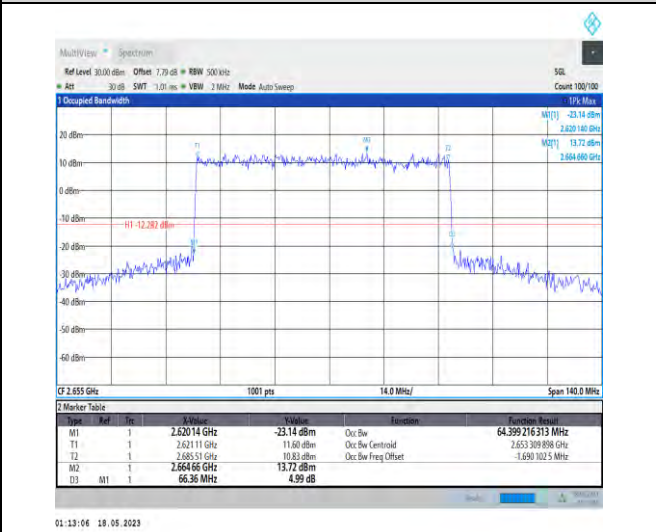 MultiView Spectrum
Ref Level 30.00 dBm Offset 7.79 dB RBW 500 kHz SGL
Att 30 dB SWT 1.01 ms VBW 2 MHz Mode Auto Sweep Count 100/100
1 Occupied Bandwidth 1Pk Max
M1[1] -23.14 dBm
2.620 140 GHz
M2[1] 13.72 dBm
2.664 660 GHz
20 dBm
10 dBm
0 dBm
-10 dBm
H1 -12.282 dBm
-20 dBm
-30 dBm
-40 dBm
-50 dBm
-60 dBm
T1
M2
T2
M1
D3
CF 2.655 GHz 1001 pts 14.0 MHz/ Span 140.0 MHz
2 Marker Table
Type Ref Trc X-Value Y-Value Function Function Result
M1 1 2.62014 GHz -23.14 dBm Occ Bw 64.399 216 313 MHz
T1 1 2.62111 GHz 11.60 dBm Occ Bw Centroid 2.653 309 898 GHz
T2 1 2.68551 GHz 10.83 dBm Occ Bw Freq Offset -1.690 102 5 MHz
M2 1 2.66466 GHz 13.72 dBm
D3 M1 1 66.36 MHz 4.99 dB
01:13:06 18.05.2023